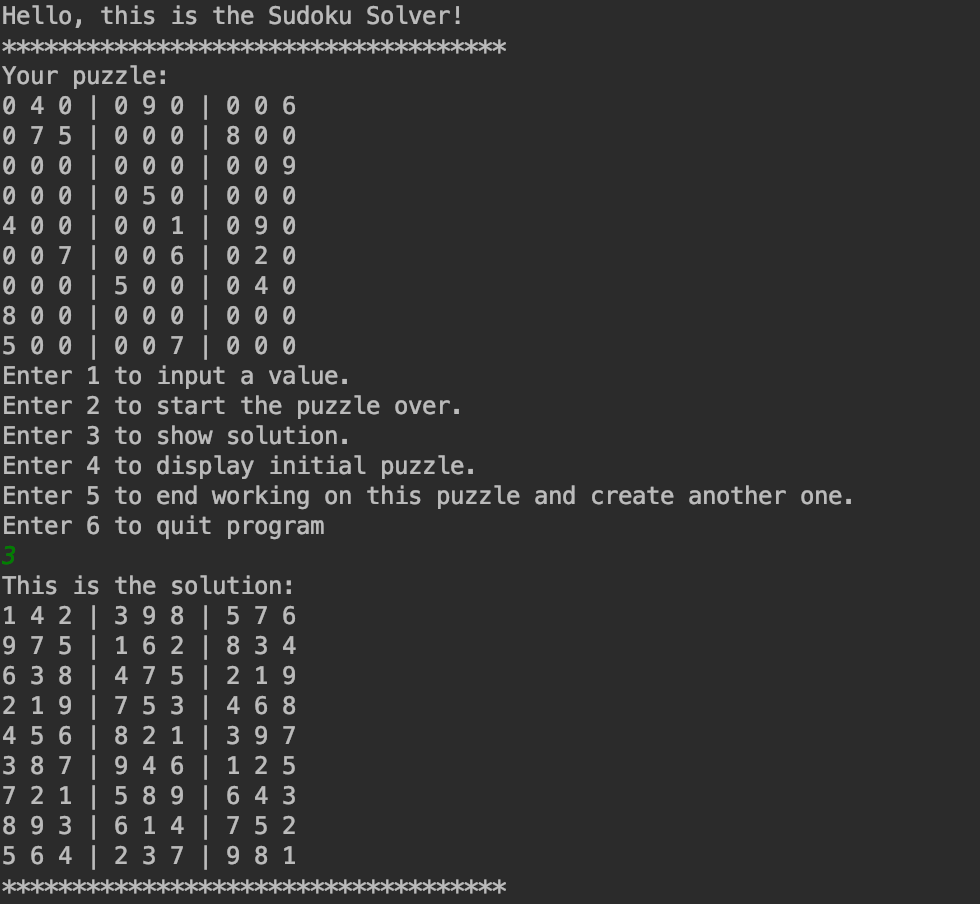 Hello, this is the Sudoku Solver!
************************************
Your puzzle:
0 4 0 | 0 9 0 | 0 0 6
0 7 5 | 0 0 0 | 8 0 0
0 0 0 | 0 0 0 | 0 0 9
0 0 0 | 0 5 0 | 0 0 0
4 0 0 | 0 0 1 | 0 9 0
0 0 7 | 0 0 6 | 0 2 0
0 0 0 | 5 0 0 | 0 4 0
8 0 0 | 0 0 0 | 0 0 0
5 0 0 | 0 0 7 | 0 0 0
Enter 1 to input a value.
Enter 2 to start the puzzle over.
Enter 3 to show solution.
Enter 4 to display initial puzzle.
Enter 5 to end working on this puzzle and create another one.
Enter 6 to quit program
3
This is the solution:
1 4 2 | 3 9 8 | 5 7 6
9 7 5 | 1 6 2 | 8 3 4
6 3 8 | 4 7 5 | 2 1 9
2 1 9 | 7 5 3 | 4 6 8
4 5 6 | 8 2 1 | 3 9 7
3 8 7 | 9 4 6 | 1 2 5
7 2 1 | 5 8 9 | 6 4 3
8 9 3 | 6 1 4 | 7 5 2
5 6 4 | 2 3 7 | 9 8 1
************************************